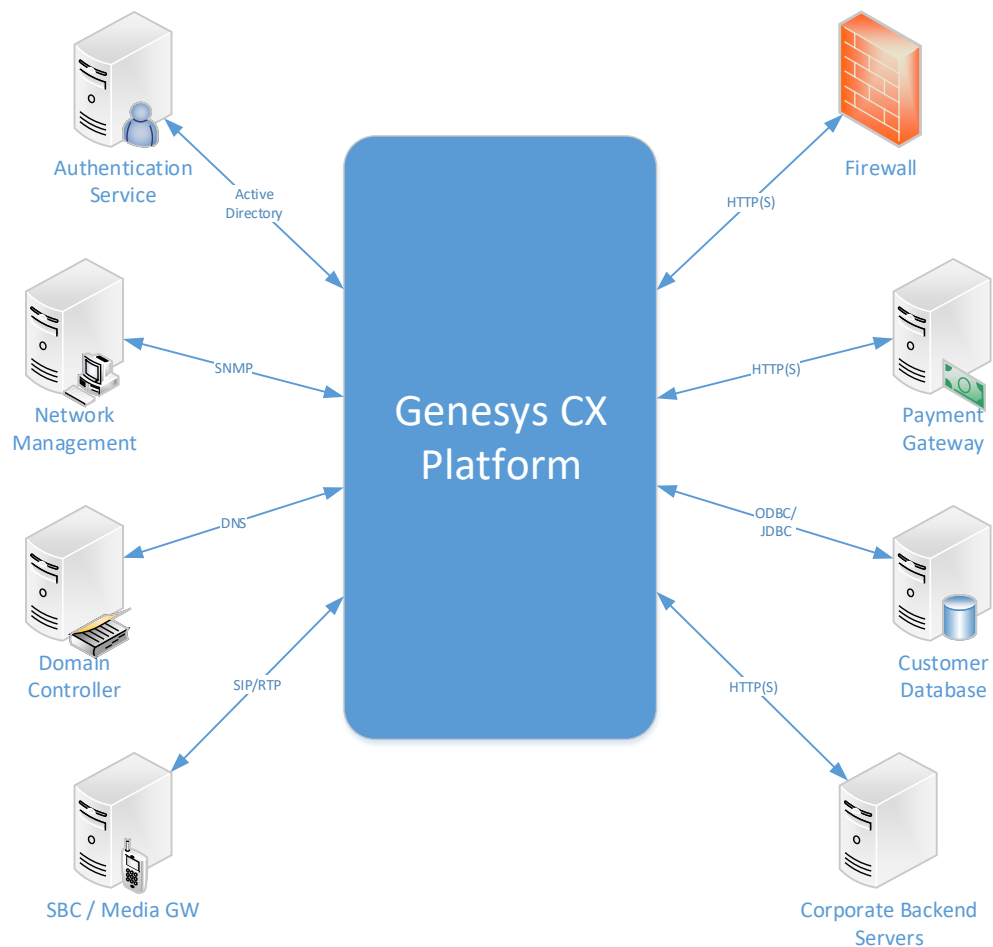 Authentication
Service
Active
Directory
Network
Management
SNMP
Domain
Controller
DNS
SBC / Media GW
SIP/RTP
Genesys CX
Platform
Firewall
HTTP(S)
Payment
Gateway
HTTP(S)
Customer
Database
ODBC/
JDBC
Corporate Backend
Servers
HTTP(S)